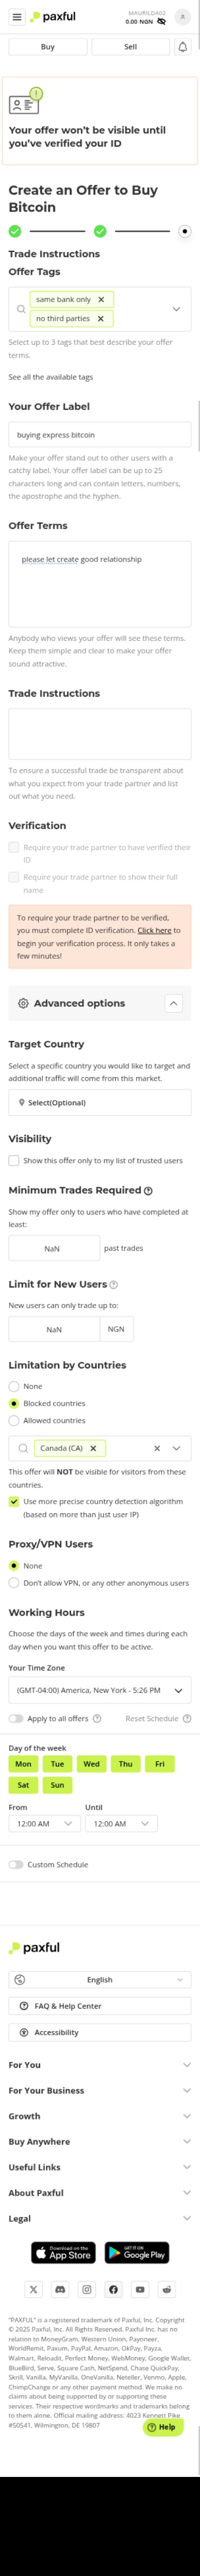 paxful
MAURILDA02
0.00 NGN
Buy
Sell
Your offer won't be visible until
you've verified your ID
Create an Offer to Buy
Bitcoin
Trade Instructions
Offer Tags
same bank only
no third parties
Select up to 3 tags that best describe your offer
terms.
See all the available tags
Your Offer Label
buying express bitcoin
Make your offer stand out to other users with a
catchy label. Your offer label can be up to 25
characters long and can contain letters, numbers,
the apostrophe and the hyphen.
Offer Terms
please let create good relationship
Anybody who views your offer will see these terms.
Keep them simple and clear to make your offer
sound attractive.
Trade Instructions
To ensure a successful trade be transparent about
what you expect from your trade partner and list
out what you need.
Verification
Require your trade partner to have verified their
ID
Require your trade partner to show their full
name
To require your trade partner to be verified,
you must complete ID verification. Click here to
begin your verification process. It only takes a
few minutes!
Advanced options
Target Country
Select a specific country you would like to target and
additional traffic will come from this market.
Select(Optional)
Visibility
Show this offer only to my list of trusted users
Minimum Trades Required
Show my offer only to users who have completed at
least:
NaN past trades
Limit for New Users
New users can only trade up to:
NaN NGN
Limitation by Countries
None
Blocked countries
Allowed countries
Canada (CA)
This offer will NOT be visible for visitors from these
countries.
Use more precise country detection algorithm
(based on more than just user IP)
Proxy/VPN Users
None
Don't allow VPN, or any other anonymous users
Working Hours
Choose the days of the week and times during each
day when you want this offer to be active.
Your Time Zone
(GMT-04:00) America, New York - 5:26 PM
Apply to all offers Reset Schedule
Day of the week
Mon Tue Wed Thu Fri
Sat Sun
From Until
12:00 AM 12:00 AM
Custom Schedule
paxful
English
FAQ & Help Center
Accessibility
For You
For Your Business
Growth
Buy Anywhere
Useful Links
About Paxful
Legal
Download on the
App Store
GET IT ON
Google Play
"PAXFUL" is a registered trademark of Paxful, Inc. Copyright
© 2025 Paxful, Inc. All Rights Reserved. Paxful Inc. has no
relation to MoneyGram, Western Union, Payoneer,
WorldRemit, Paxum, PayPal, Amazon, OkPay, Payza,
Walmart, Reloadit, Perfect Money, WebMoney, Google Wallet,
BlueBird, Serve, Square Cash, NetSpend, Chase QuickPay,
Skrill, Vanilla, MyVanilla, OneVanilla, Neteller, Venmo, Apple,
ChimpChange or any other payment method. We make no
claims about being supported by or supporting these
services. Their respective wordmarks and trademarks belong
to them alone. Official mailing address: 4023 Kennett Pike
#50541, Wilmington, DE 19807
Help